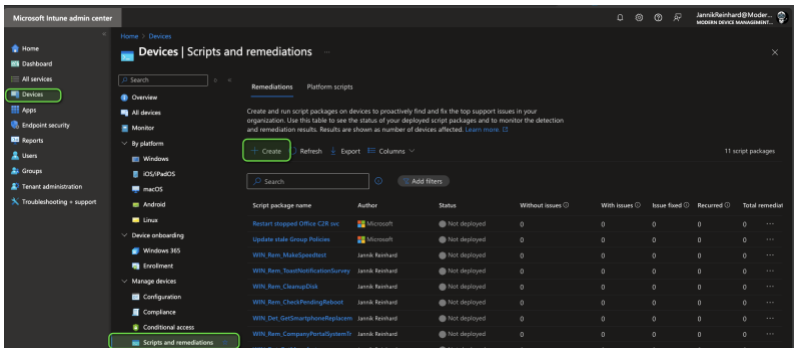 Microsoft Intune admin center
JannikReinhard@Moder...
MODERN DEVICE MANAGEMENT...
Home
Dashboard
All services
Devices
Apps
Endpoint security
Reports
Users
Groups
Tenant administration
Troubleshooting + support
Home > Devices
Devices | Scripts and remediations ...
Search
Overview
All devices
Monitor
By platform
Windows
iOS/iPadOS
macOS
Android
Linux
Device onboarding
Windows 365
Enrollment
Manage devices
Configuration
Compliance
Conditional access
Scripts and remediations
Remediations Platform scripts
Create and run script packages on devices to proactively find and fix the top support issues in your
organization. Use this table to see the status of your deployed script packages and to monitor the detection
and remediation results. Results are shown as number of devices affected. Learn more.
Create Refresh Export Columns 11 script packages
Search Add filters
Script package name Author Status Without issues With issues Issue fixed Recurred Total remediat
Restart stopped Office C2R svc Microsoft Not deployed 0 0 0 0 0 ...
Update stale Group Policies Microsoft Not deployed 0 0 0 0 0 ...
WIN_Rem_MakeSpeedtest Jannik Reinhard Not deployed 0 0 0 0 0 ...
WIN_Rem_ToastNotificationSurvey Jannik Reinhard Not deployed 0 0 0 0 0 ...
WIN_Rem_CleanupDisk Jannik Reinhard Not deployed 0 0 0 0 0 ...
WIN_Rem_CheckPendingReboot Jannik Reinhard Not deployed 0 0 0 0 0 ...
WIN_Det_GetSmartphoneReplacem Jannik Reinhard Not deployed 0 0 0 0 0 ...
WIN_Rem_CompanyPortalSystemTr Jannik Reinhard Not deployed 0 0 0 0 0 ...